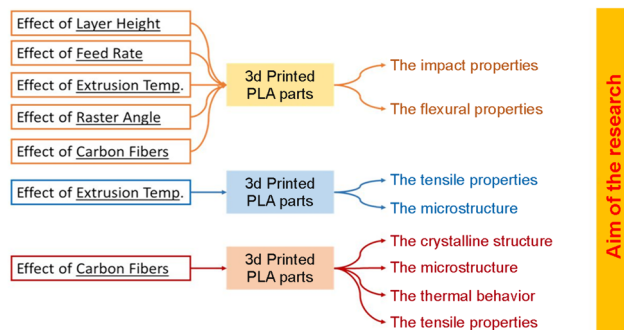 Effect of Layer Height
Effect of Feed Rate
Effect of Extrusion Temp.
Effect of Raster Angle
Effect of Carbon Fibers
3d Printed
PLA parts
The impact properties
The flexural properties
Effect of Extrusion Temp.
3d Printed
PLA parts
The tensile properties
The microstructure
Effect of Carbon Fibers
3d Printed
PLA parts
The crystalline structure
The microstructure
The thermal behavior
The tensile properties
Aim of the research